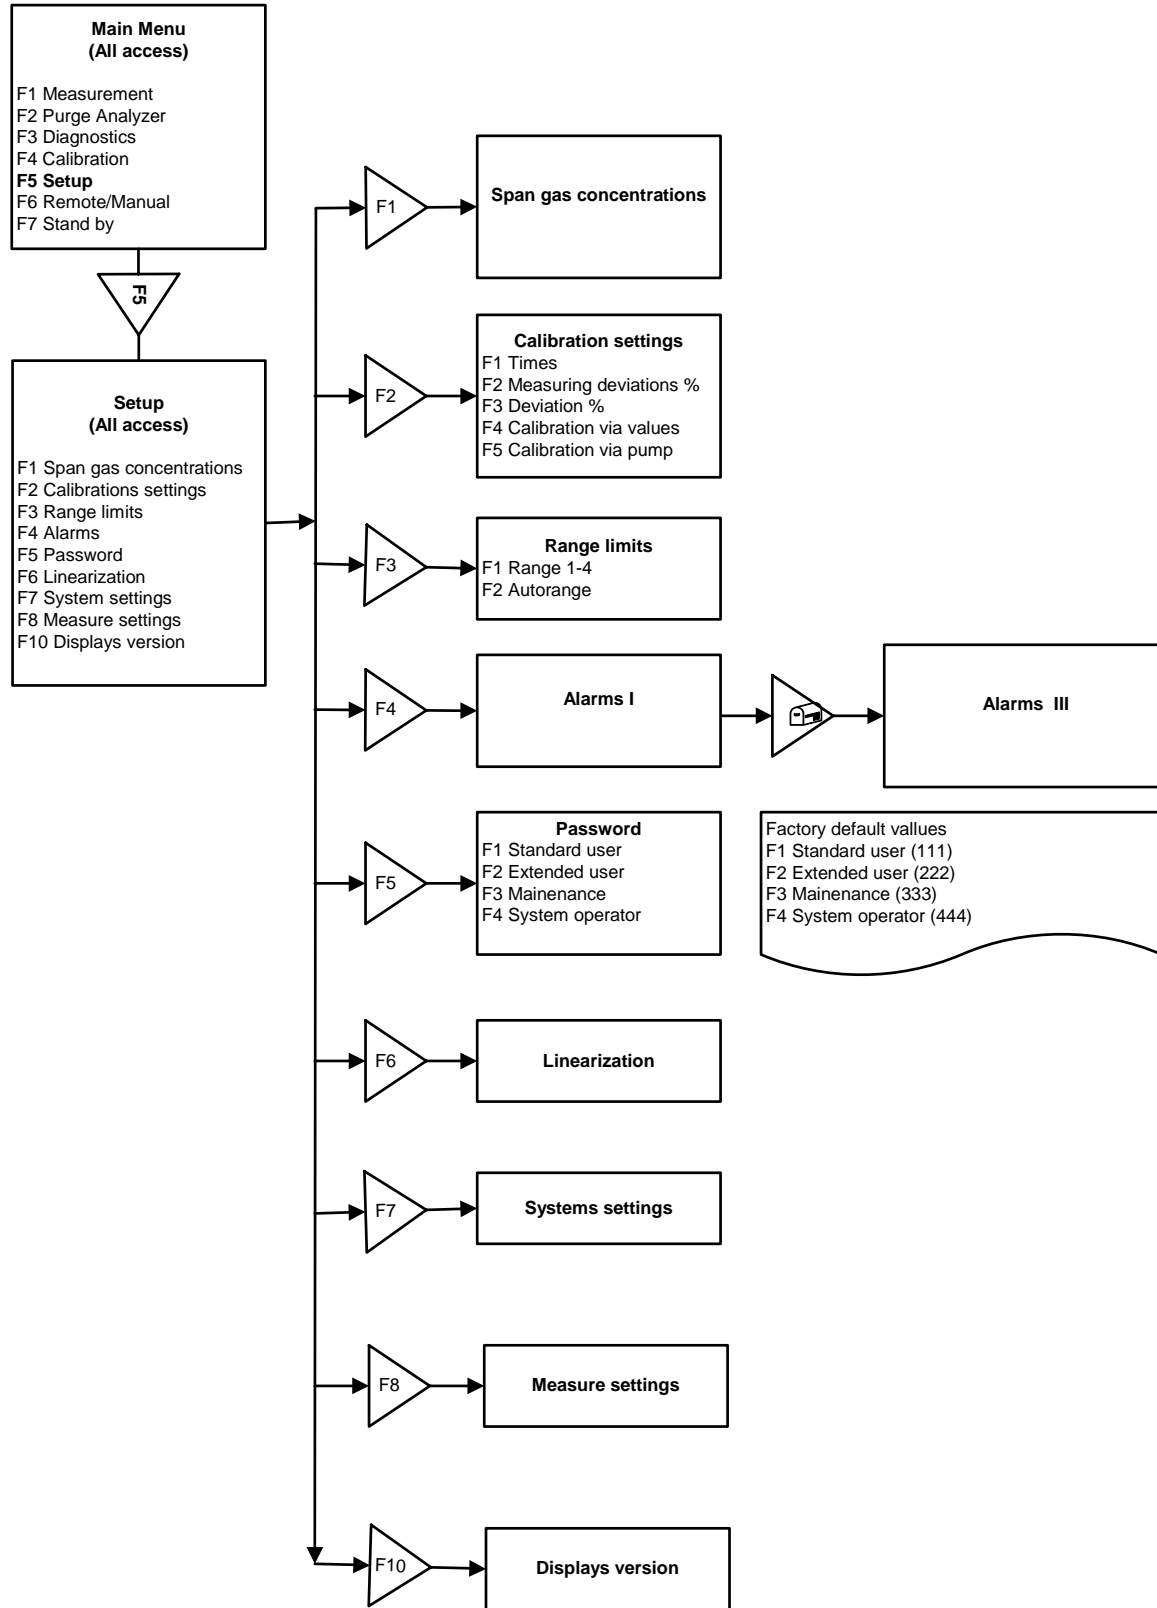 Main Menu
(All access)
F1 Measurement
F2 Purge Analyzer
F3 Diagnostics
F4 Calibration
F5 Setup
F6 Remote/Manual
F7 Stand by
F5
Setup
(All access)
F1 Span gas concentrations
F2 Calibrations settings
F3 Range limits
F4 Alarms
F5 Password
F6 Linearization
F7 System settings
F8 Measure settings
F10 Displays version
F1
Span gas concentrations
F2
Calibration settings
F1 Times
F2 Measuring deviations %
F3 Deviation %
F4 Calibration via values
F5 Calibration via pump
F3
Range limits
F1 Range 1-4
F2 Autorange
F4
Alarms I
Alarms  III
F5
Password
F1 Standard user
F2 Extended user
F3 Mainenance
F4 System operator
Factory default vallues
F1 Standard user (111)
F2 Extended user (222)
F3 Mainenance (333)
F4 System operator (444)
F6
Linearization
F7
Systems settings
F8
Measure settings
F10
Displays version